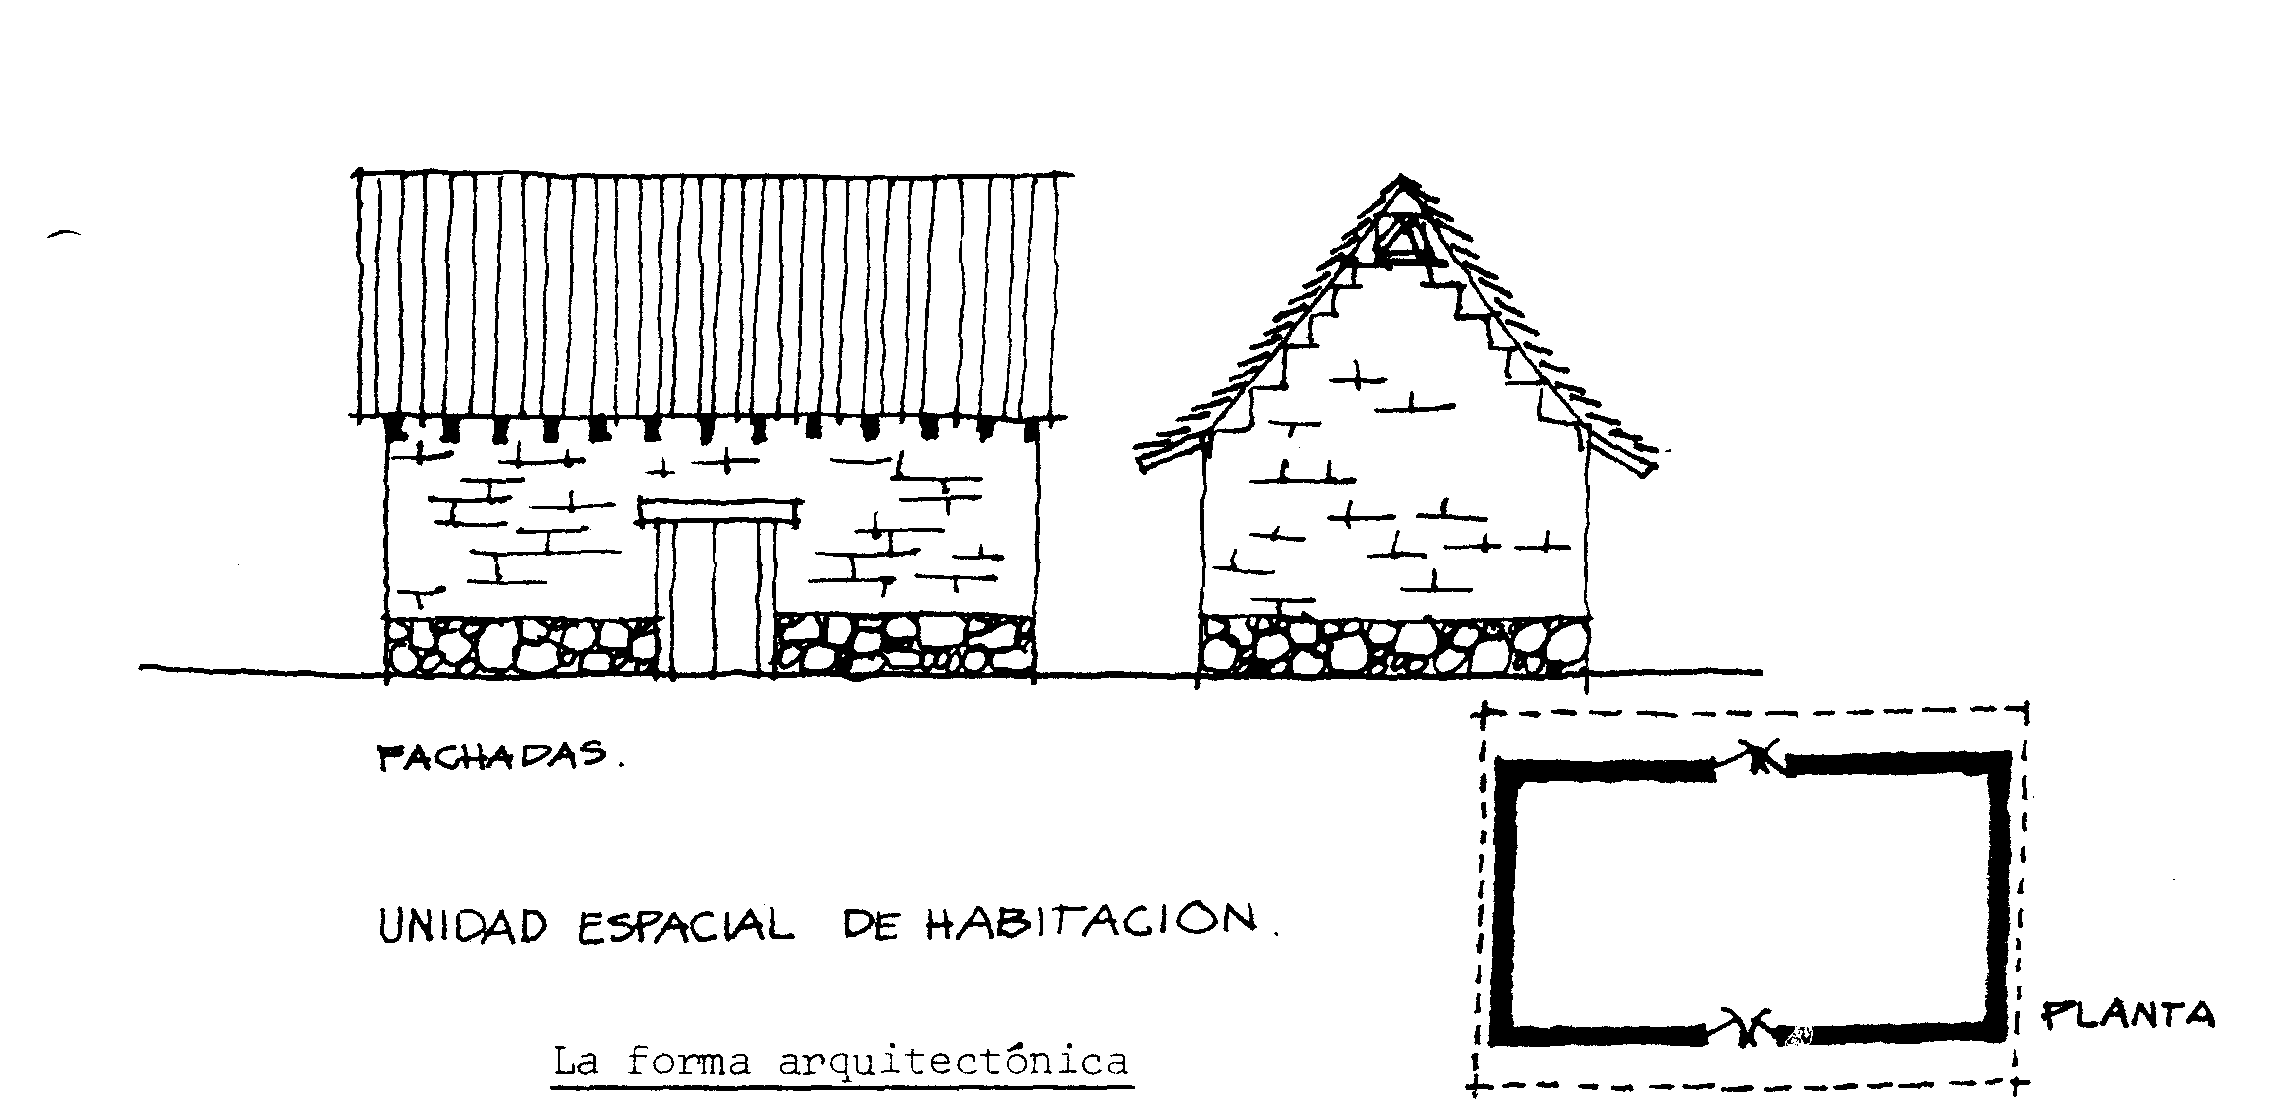 FACHADAS.
UNIDAD ESPACIAL DE HABITACION.
PLANTA
La forma arquitectónica